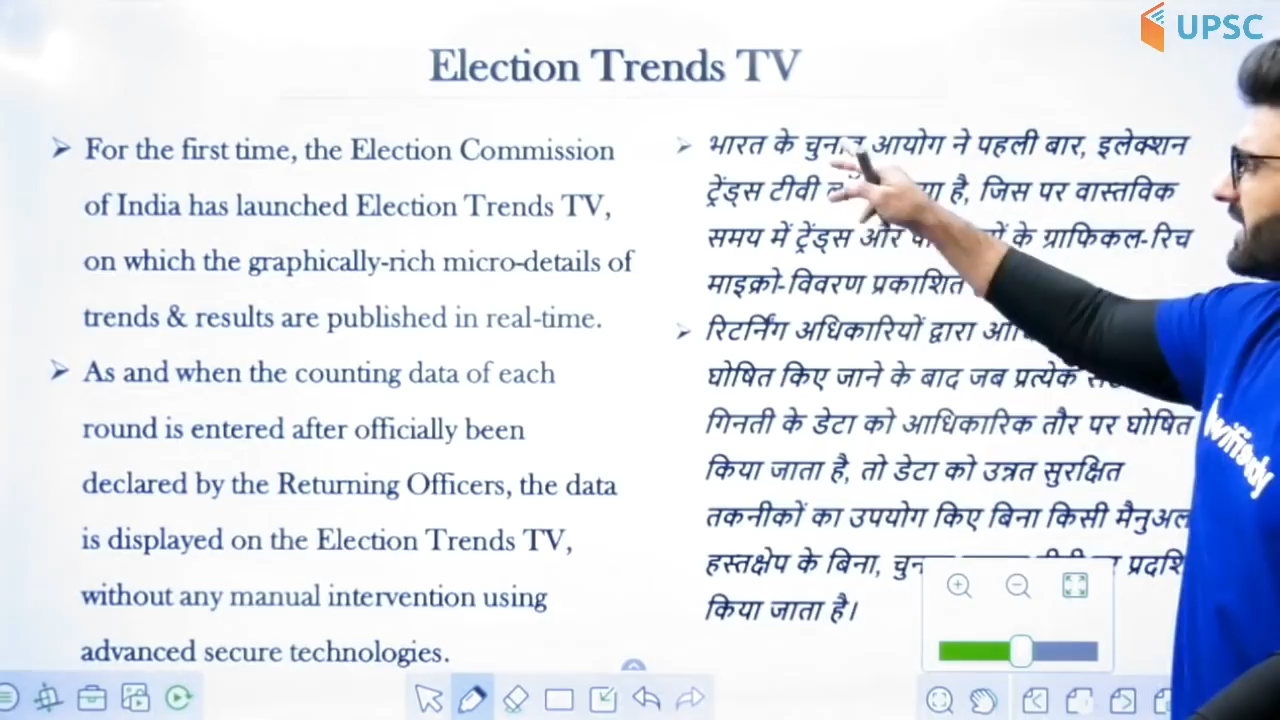 UPSC
Election Trends TV
➢ For the first time, the Election Commission
of India has launched Election Trends TV,
on which the graphically-rich micro-details of
trends & results are published in real-time.
➢ As and when the counting data of each
round is entered after officially been
declared by the Returning Officers, the data
is displayed on the Election Trends TV,
without any manual intervention using
advanced secure technologies.
➢ भारत के चुनाव आयोग ने पहली बार, इलेक्शन
ट्रेंड्स टीवी है, जिस पर वास्तविक
समय में ट्रेंड्स और के ग्राफिकल-रिच
माइक्रो-विवरण प्रकाशित
➢ रिटर्निंग अधिकारियों द्वारा
घोषित किए जाने के बाद जब प्रत्येक
गिनती के डेटा को आधिकारिक तौर पर घोषित
किया जाता है, तो डेटा को उन्नत सुरक्षित
तकनीकों का उपयोग किए बिना किसी मैनुअल
हस्तक्षेप के बिना,
किया जाता है।
wifistudy